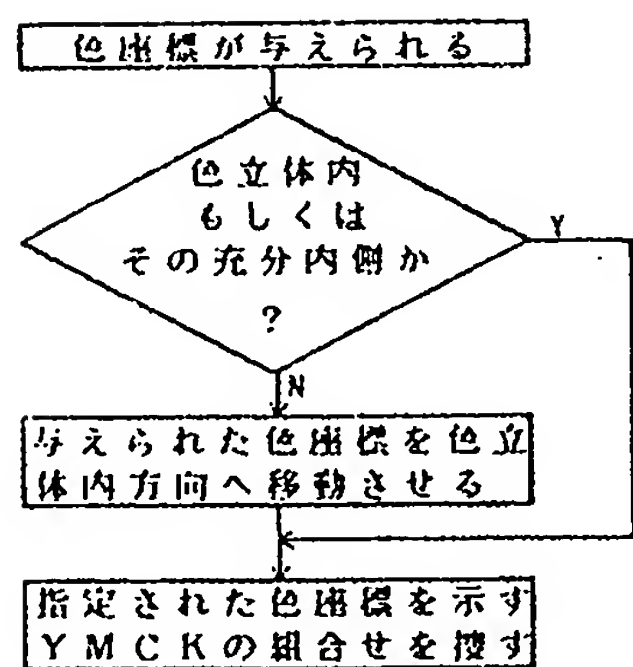 色座標が与えられる
色立体内
もしくは
その充分内側か
?
Y
N
与えられた色座標を色立
体内方向へ移動させる
指定された色座標を示す
YMCKの組合せを捜す